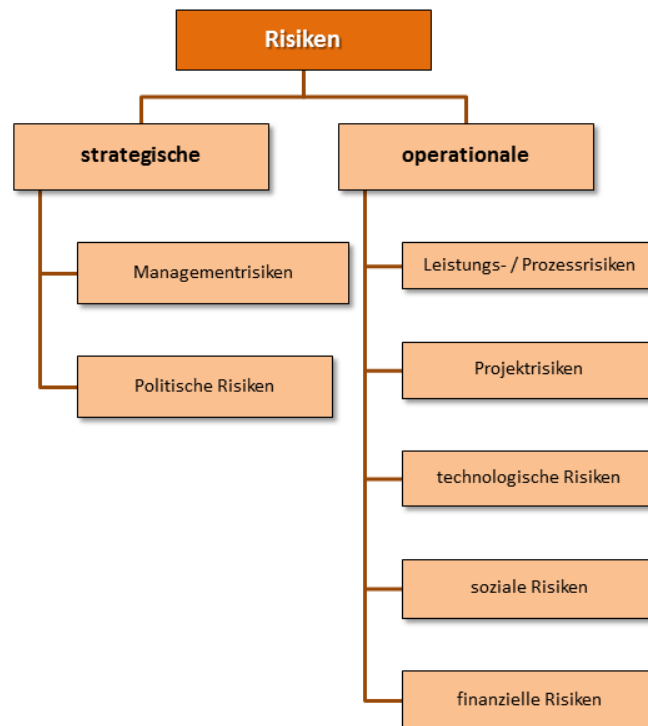 Risiken
strategische
Managementrisiken
Politische Risiken
operationale
Leistungs- / Prozessrisiken
Projektrisiken
technologische Risiken
soziale Risiken
finanzielle Risiken